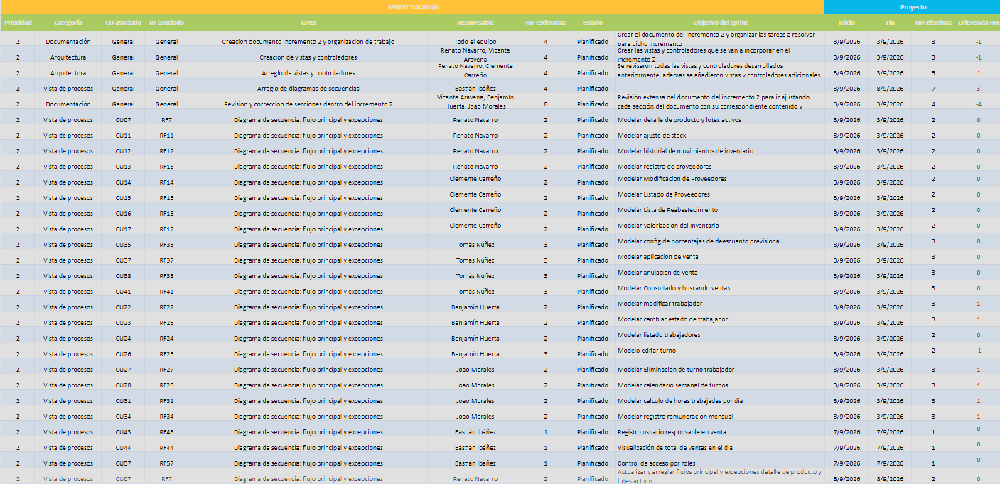 SPRINT BACKLOG Proyecto
Prioridad Categoría CU asociado RF asociado Tarea Responsable HH estimadas Estado Objetivo del sprint Inicio Fin HH efectivas Diferencia HH
2 Documentación General General Creacion documento incremento 2 y organizacion de trabajo Todo el equipo 4 Planificado Crear el documento del incremento 2 y organizar las tareas a resolver para dicho incremento 3/9/2026 3/9/2026 3 -1
2 Arquitectura General General Creacion de vistas y controladores Renato Navarro, Vicente Aravena 4 Planificado Crear las vistas y controladores que se van a incorporar en el incremento 2 3/9/2026 3/9/2026 3 -1
2 Arquitectura General General Arreglo de vistas y controladores Renato Navarro, Clemente Carreño 4 Planificado Se revisaron todas las vistas y controladores desarrollados anteriormente. ademas se añadieron vistas y controladores adicionales 3/9/2026 3/9/2026 5 1
2 Vista de procesos General General Arreglo de diagramas de secuencias Bastián Ibáñez 4 Planificado 3/9/2026 8/9/2026 7 3
2 Documentación General General Revision y correccion de secciones dentro del incremento 2 Vicente Aravena, Benjamín Huerta. Joao Morales 8 Planificado Revisión extensa del documento del incremento 2 para ir ajustando cada sección del documento con su correspondiente contenido y 3/9/2026 3/9/2026 4 -4
2 Vista de procesos CU07 RF7 Diagrama de secuencia: flujo principal y excepciones Renato Navarro 2 Planificado Modelar detalle de producto y lotes activos 3/9/2026 3/9/2026 2 0
2 Vista de procesos CU11 RF11 Diagrama de secuencia: flujo principal y excepciones Renato Navarro 2 Planificado Modelar ajuste de stock 3/9/2026 3/9/2026 2 0
2 Vista de procesos CU12 RF12 Diagrama de secuencia: flujo principal y excepciones Renato Navarro 2 Planificado Modelar historial de movimientos de inventario 3/9/2026 3/9/2026 2 0
2 Vista de procesos CU13 RF13 Diagrama de secuencia: flujo principal y excepciones Renato Navarro 2 Planificado Modelar registro de proveedores 3/9/2026 3/9/2026 2 0
2 Vista de procesos CU14 RF14 Diagrama de secuencia: flujo principal y excepciones Clemente Carreño 2 Planificado Modelar Modificacion de Proveedores 3/9/2026 3/9/2026 2 0
2 Vista de procesos CU15 RF15 Diagrama de secuencia: flujo principal y excepciones Clemente Carreño 2 Planificado Modelar Listado de Proveedores 3/9/2026 3/9/2026 2 0
2 Vista de procesos CU16 RF16 Diagrama de secuencia: flujo principal y excepciones Clemente Carreño 2 Planificado Modelar Lista de Reabastecimiento 3/9/2026 3/9/2026 2 0
2 Vista de procesos CU17 RF17 Diagrama de secuencia: flujo principal y excepciones Clemente Carreño 2 Planificado Modelar Valorizacion del Inventario 3/9/2026 3/9/2026 2 0
2 Vista de procesos CU35 RF35 Diagrama de secuencia: flujo principal y excepciones Tomás Núñez 3 Planificado Modelar config de porcentajes de deescuento previsional 3/9/2026 3/9/2026 3 0
2 Vista de procesos CU37 RF37 Diagrama de secuencia: flujo principal y excepciones Tomás Núñez 3 Planificado Modelar aplicacion de venta 3/9/2026 3/9/2026 3 0
2 Vista de procesos CU38 RF38 Diagrama de secuencia: flujo principal y excepciones Tomás Núñez 3 Planificado Modelar anulacion de venta 3/9/2026 3/9/2026 3 0
2 Vista de procesos CU41 RF41 Diagrama de secuencia: flujo principal y excepciones Tomás Núñez 3 Planificado Modelar Consultado y buscando ventas 3/9/2026 3/9/2026 3 0
2 Vista de procesos CU22 RF22 Diagrama de secuencia: flujo principal y excepciones Benjamín Huerta 2 Planificado Modelar modificar trabajador 3/9/2026 3/9/2026 3 1
2 Vista de procesos CU23 RF23 Diagrama de secuencia: flujo principal y excepciones Benjamín Huerta 2 Planificado Modelar cambiar estado de trabajador 3/9/2026 3/9/2026 3 1
2 Vista de procesos CU24 RF24 Diagrama de secuencia: flujo principal y excepciones Benjamín Huerta 2 Planificado Modelar listado trabajadores 3/9/2026 3/9/2026 2 0
2 Vista de procesos CU26 RF26 Diagrama de secuencia: flujo principal y excepciones Benjamín Huerta 3 Planificado Modelo editar turno 3/9/2026 3/9/2026 2 -1
2 Vista de procesos CU27 RF27 Diagrama de secuencia: flujo principal y excepciones Joao Morales 2 Planificado Modelar Eliminacion de turno trabajador 3/9/2026 3/9/2026 3 1
2 Vista de procesos CU28 RF28 Diagrama de secuencia: flujo principal y excepciones Joao Morales 2 Planificado Modelar calendario semanal de turnos 3/9/2026 3/9/2026 3 1
2 Vista de procesos CU31 RF31 Diagrama de secuencia: flujo principal y excepciones Joao Morales 2 Planificado Modelar calculo de horas trabajadas por dia 3/9/2026 3/9/2026 3 1
2 Vista de procesos CU34 RF34 Diagrama de secuencia: flujo principal y excepciones Joao Morales 2 Planificado Modelar registro remuneracion mensual 3/9/2026 3/9/2026 3 1
2 Vista de procesos CU43 RF43 Diagrama de secuencia: flujo principal y excepciones Bastián Ibáñez 1 Planificado Registro usuario responsable en venta 7/9/2026 7/9/2026 1 0
2 Vista de procesos CU44 RF44 Diagrama de secuencia: flujo principal y excepciones Bastián Ibáñez 1 Planificado Visualización de total de ventas en el día 7/9/2026 7/9/2026 1 0
2 Vista de procesos CU57 RF57 Diagrama de secuencia: flujo principal y excepciones Bastián Ibáñez 1 Planificado Control de acceso por roles 7/9/2026 7/9/2026 1 0
2 Vista de procesos CU07 RF7 Diagrama de secuencia: flujo principal y excepciones Renato Navarro 2 Planificado Actualizar y arreglar flujos principal y excepciones detalle de producto y lotes activos 8/9/2026 8/9/2026 2 0